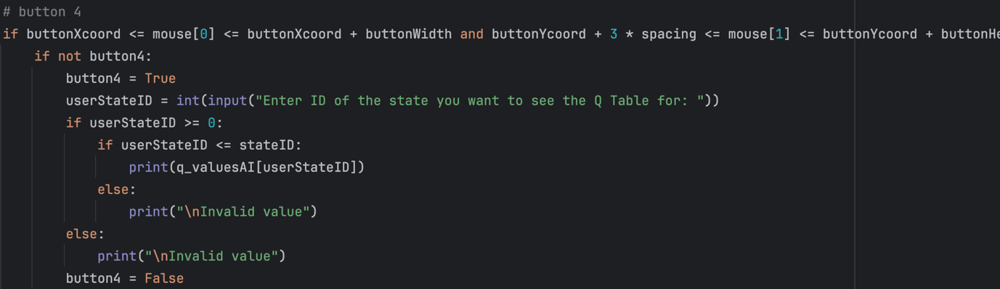 # button 4
if buttonXcoord <= mouse[0] <= buttonXcoord + buttonWidth and buttonYcoord + 3 * spacing <= mouse[1] <= buttonYcoord + buttonHe
if not button4:
button4 = True
userStateID = int(input("Enter ID of the state you want to see the Q Table for: "))
if userStateID >= 0:
if userStateID <= stateID:
print(q_valuesAI[userStateID])
else:
print("\nInvalid value")
else:
print("\nInvalid value")
button4 = False